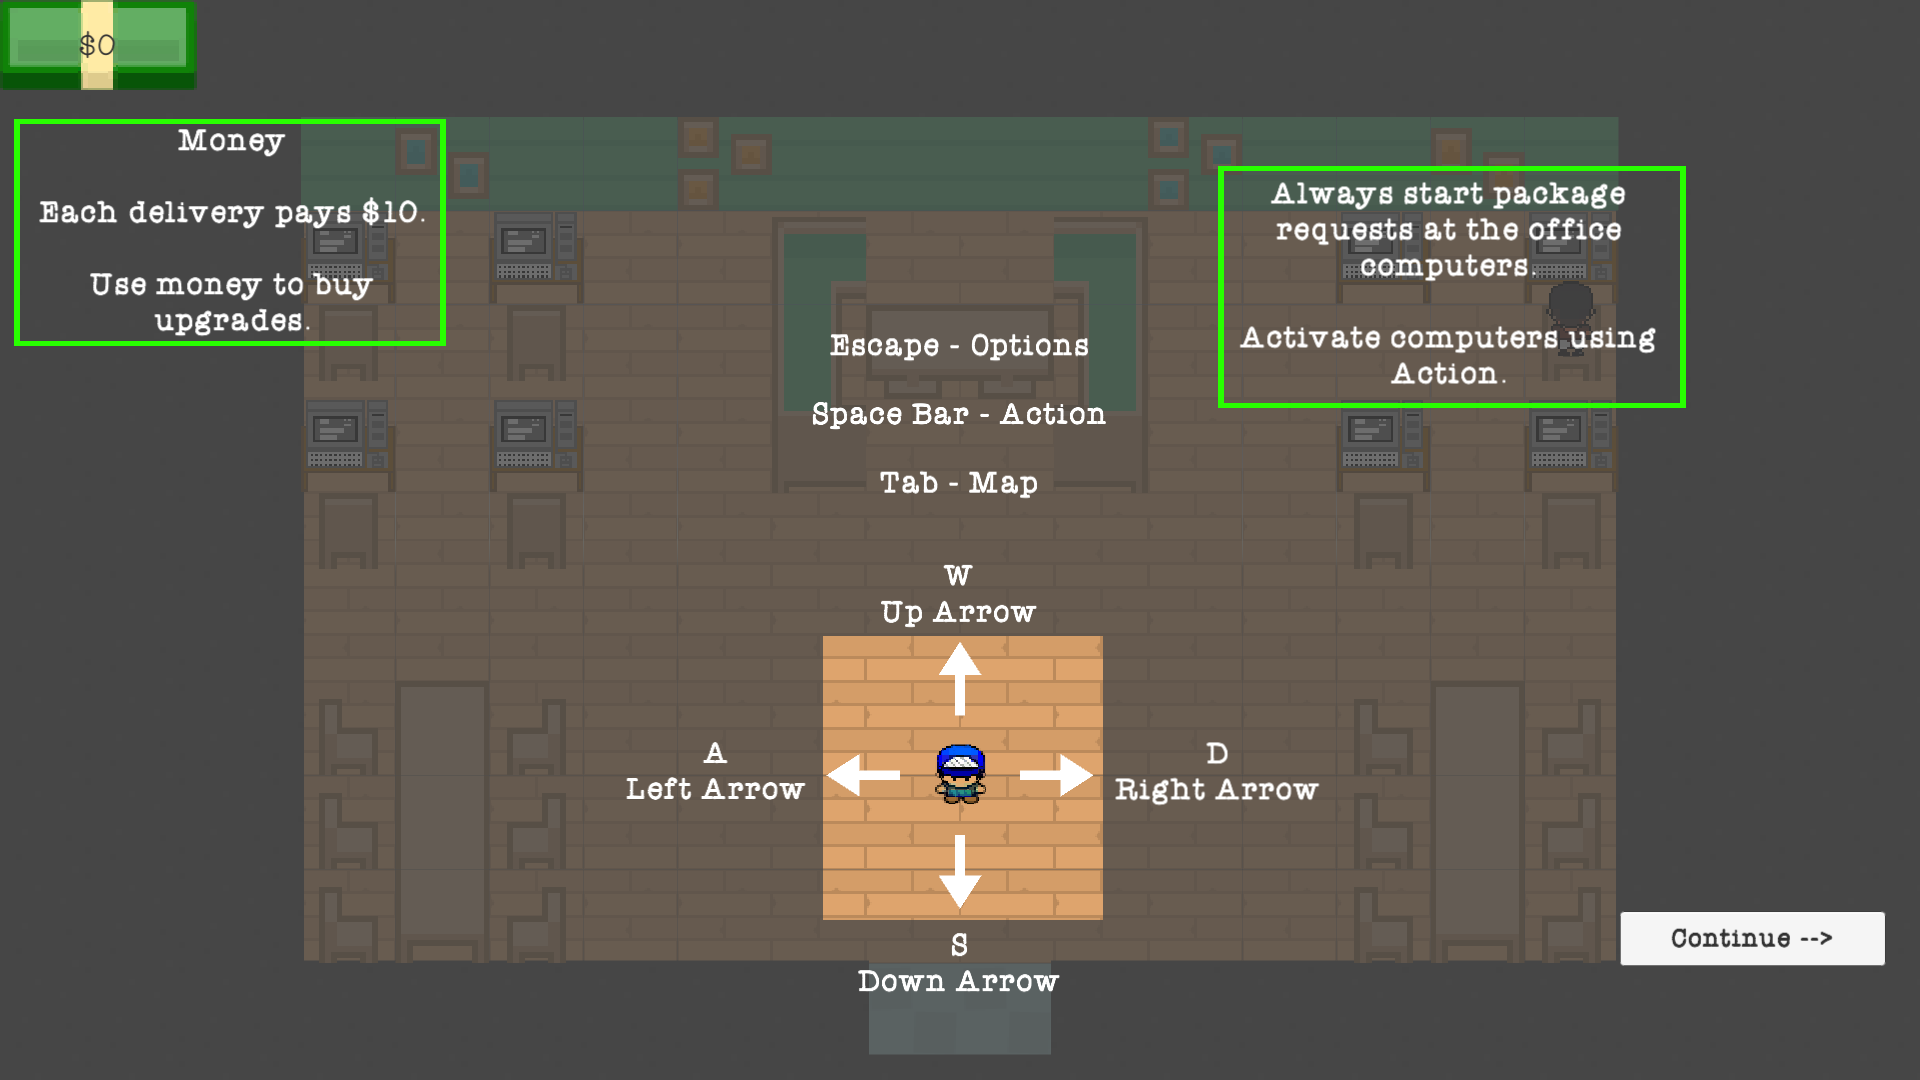 $0
Money
Each delivery pays $10.
Use money to buy
upgrades.
Always start package
requests at the office
computers.
Activate computers using
Action.
Escape - Options
Space Bar - Action
Tab - Map
W
Up Arrow
A
Left Arrow
D
Right Arrow
S
Down Arrow
Continue -->